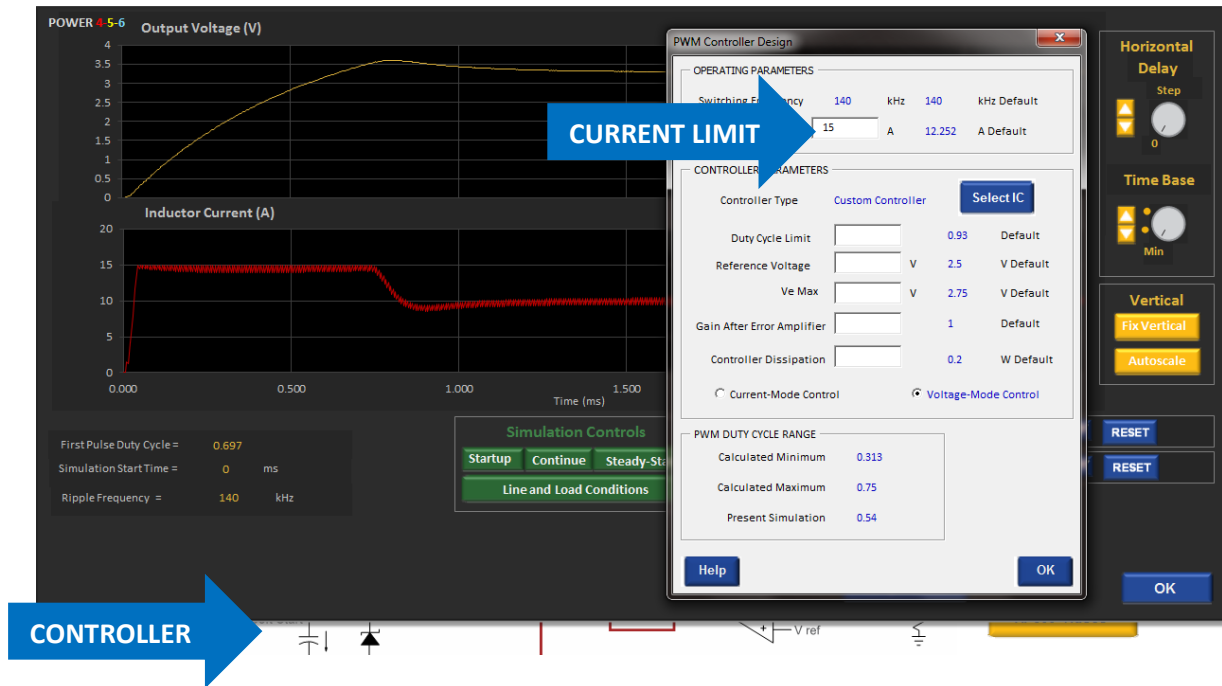 POWER 4-5-6
Output Voltage (V)
4
3.5
3
2.5
2
1.5
1
0.5
0
Inductor Current (A)
20
15
10
5
0
0.000 0.500 1.000 1.500
Time (ms)
First Pulse Duty Cycle = 0.697
Simulation Start Time = 0 ms
Ripple Frequency = 140 kHz
Simulation Controls
Startup Continue Steady-Sta
Line and Load Conditions
PWM Controller Design
OPERATING PARAMETERS
Switching 140 kHz 140 kHz Default
CURRENT LIMIT
15 A 12.252 A Default
CONTROLLER PARAMETERS
Controller Type Custom Controller Select IC
Duty Cycle Limit 0.93 Default
Reference Voltage V 2.5 V Default
Ve Max V 2.75 V Default
Gain After Error Amplifier 1 Default
Controller Dissipation 0.2 W Default
Current-Mode Control Voltage-Mode Control
PWM DUTY CYCLE RANGE
Calculated Minimum 0.313
Calculated Maximum 0.75
Present Simulation 0.54
Help OK
Horizontal
Delay
Step
0
Time Base
Min
Vertical
Fix Vertical
Autoscale
RESET
RESET
OK
CONTROLLER
V ref